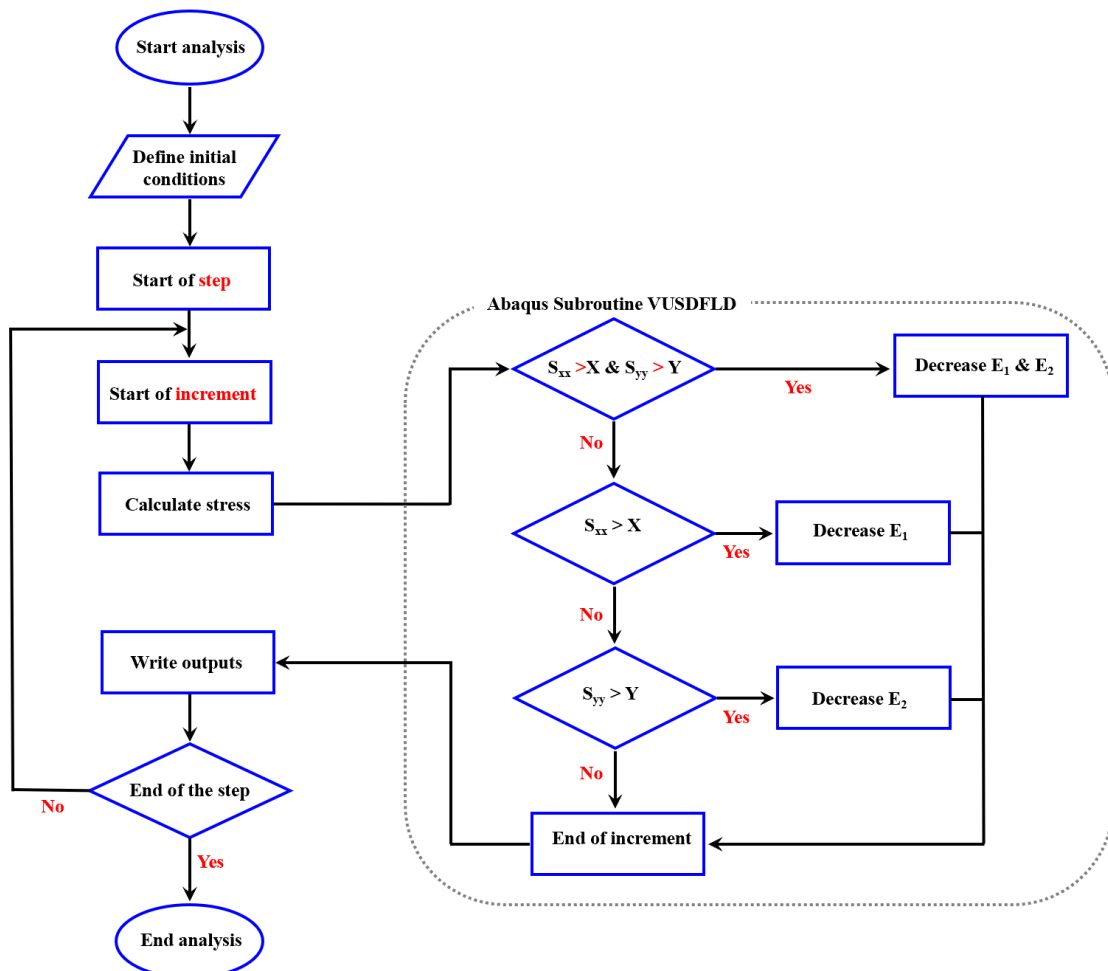 Start analysis
Define initial
conditions
Start of step
Start of increment
Calculate stress
Abaqus Subroutine VUSDFLD
Sxx >X & Syy > Y
Yes
Decrease E1 & E2
No
Sxx > X
Yes
Decrease E1
No
Syy > Y
Yes
Decrease E2
No
End of increment
Write outputs
End of the step
No
Yes
End analysis